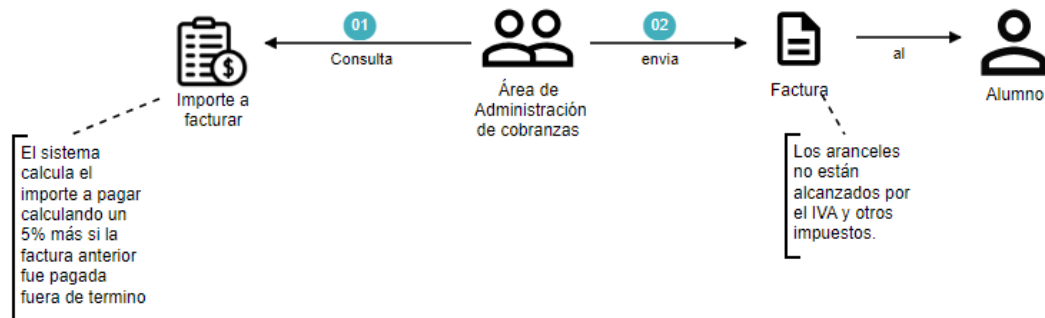 01
Consulta
02
envia
al
$
Importe a
facturar
Área de
Administración
de cobranzas
Factura
Alumno
El sistema
calcula el
importe a pagar
calculando un
5% más si la
factura anterior
fue pagada
fuera de termino
Los aranceles
no están
alcanzados por
el IVA y otros
impuestos.